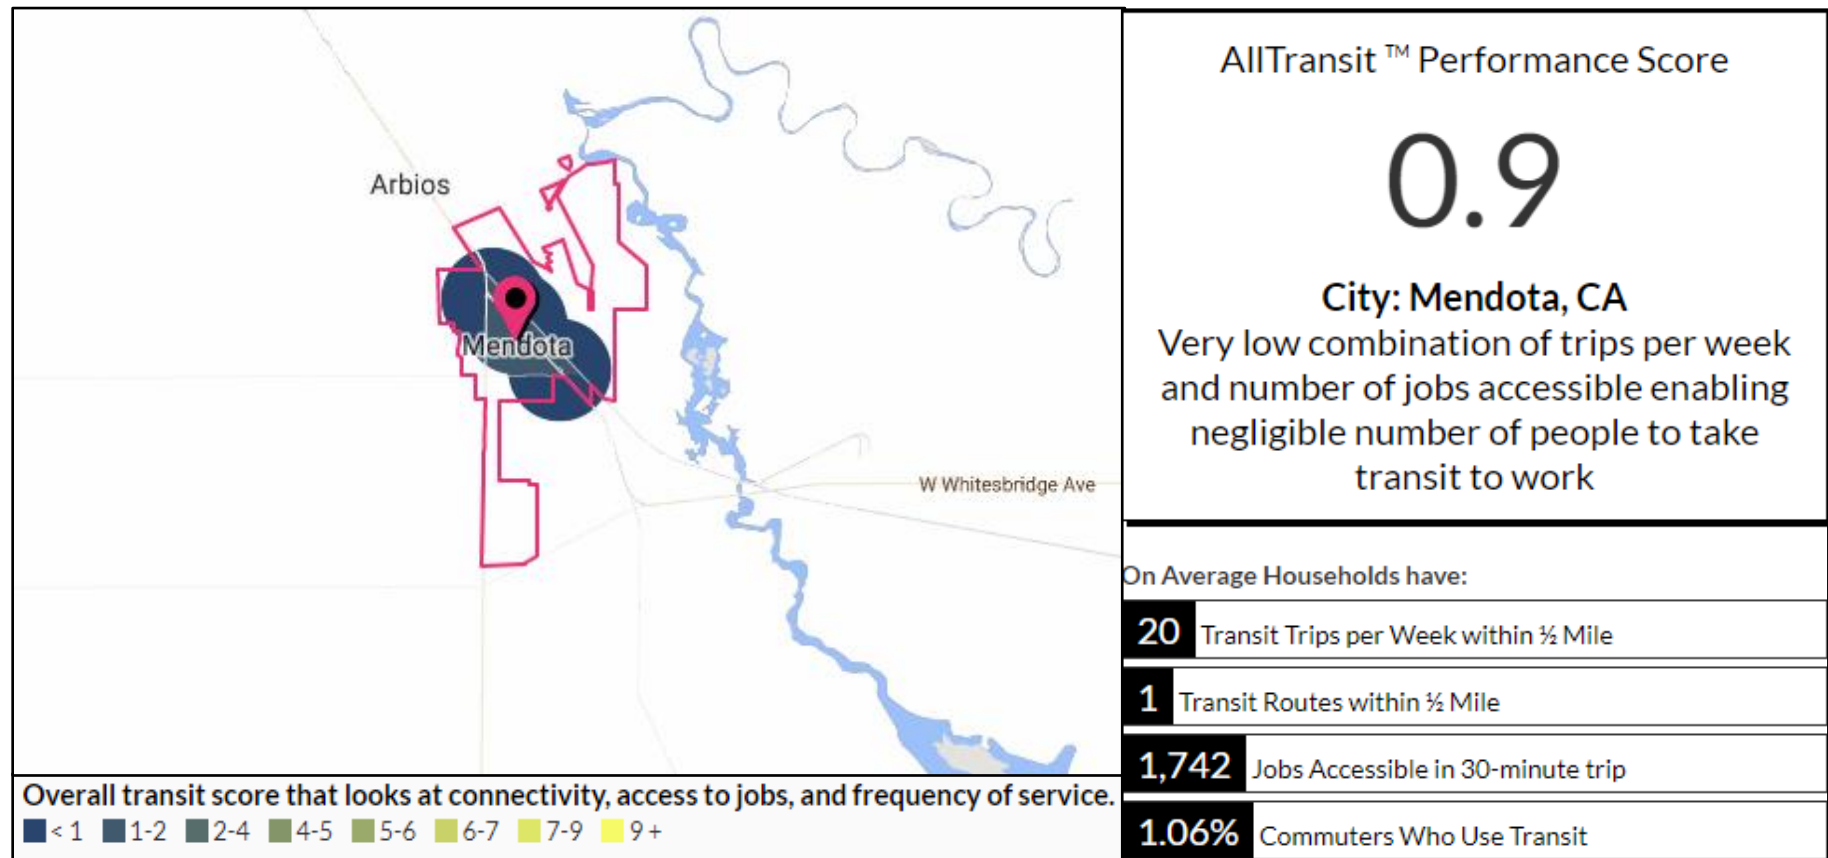 Arbios
Mendota
W Whitesbridge Ave
Overall transit score that looks at connectivity, access to jobs, and frequency of service.
< 1 1-2 2-4 4-5 5-6 6-7 7-9 9 +
AllTransit ™ Performance Score
0.9
City: Mendota, CA
Very low combination of trips per week
and number of jobs accessible enabling
negligible number of people to take
transit to work
On Average Households have:
20 Transit Trips per Week within ½ Mile
1 Transit Routes within ½ Mile
1,742 Jobs Accessible in 30-minute trip
1.06% Commuters Who Use Transit